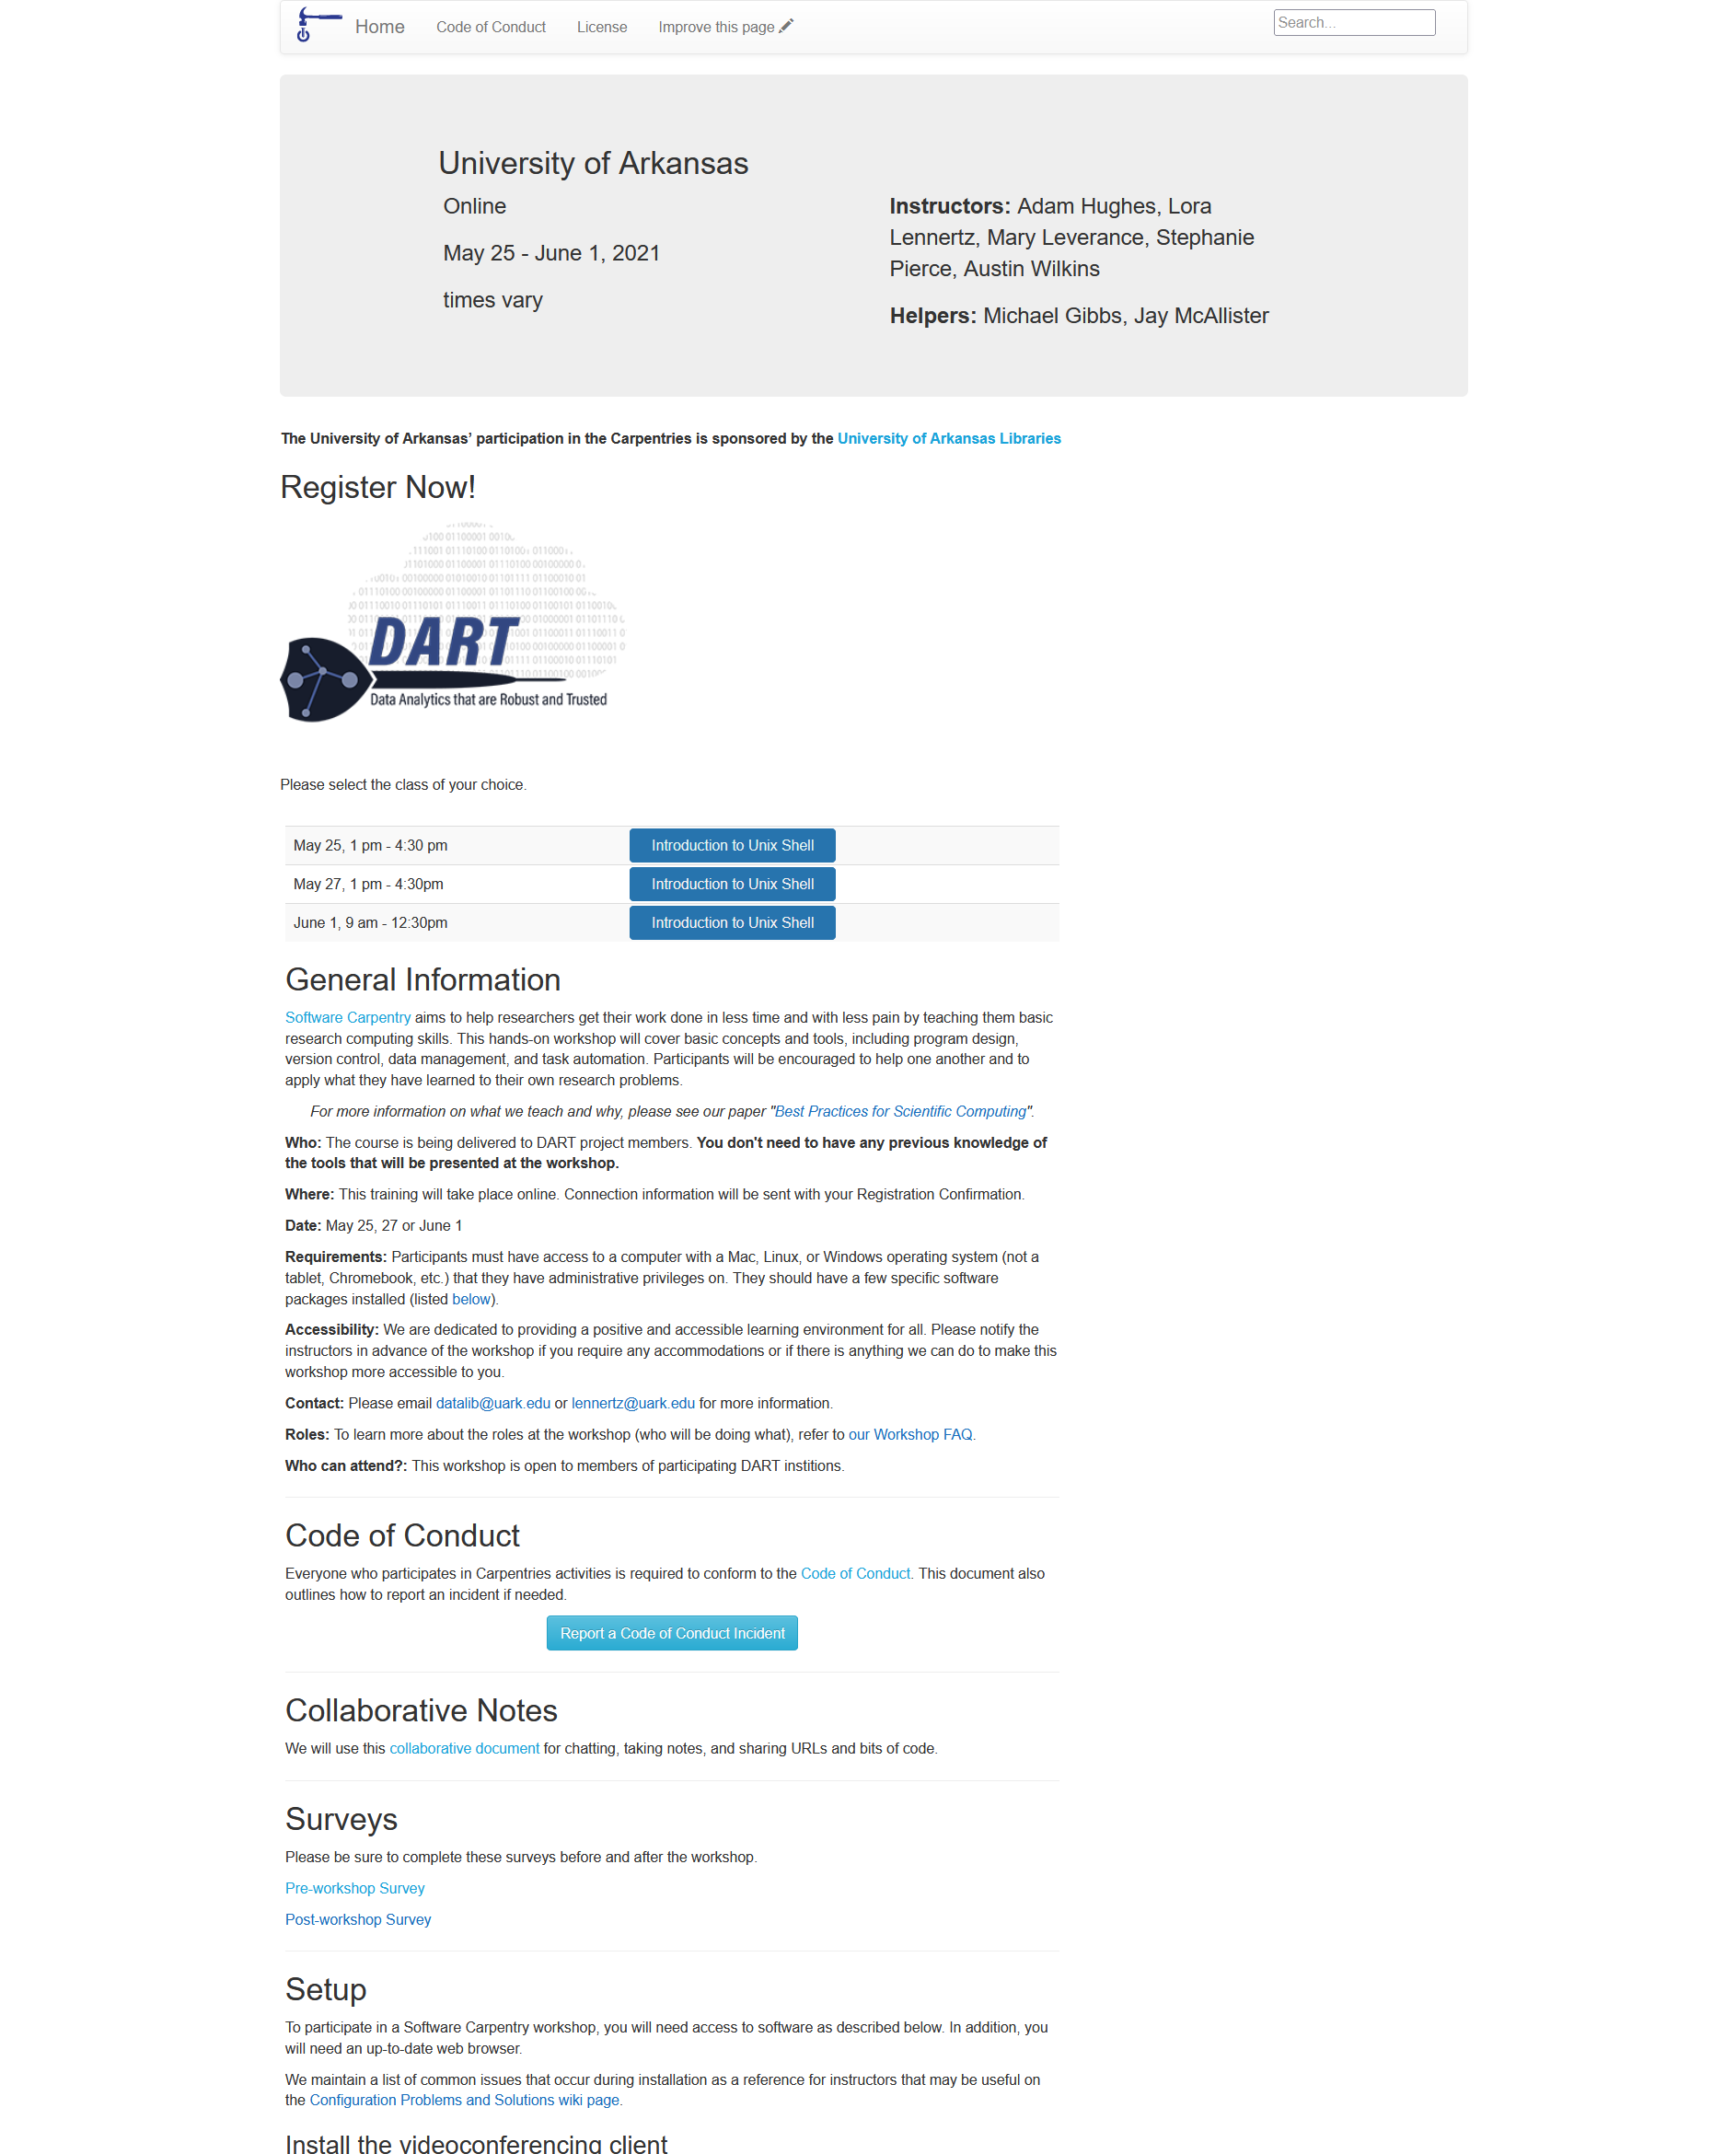 Home Code of Conduct License Improve this page Search...
University of Arkansas
Online
May 25 - June 1, 2021
times vary
Instructors: Adam Hughes, Lora
Lennertz, Mary Leverance, Stephanie
Pierce, Austin Wilkins
Helpers: Michael Gibbs, Jay McAllister
The University of Arkansas’ participation in the Carpentries is sponsored by the University of Arkansas Libraries
Register Now!
DART
Data Analytics that are Robust and Trusted
Please select the class of your choice.
May 25, 1 pm - 4:30 pm Introduction to Unix Shell
May 27, 1 pm - 4:30pm Introduction to Unix Shell
June 1, 9 am - 12:30pm Introduction to Unix Shell
General Information
Software Carpentry aims to help researchers get their work done in less time and with less pain by teaching them basic
research computing skills. This hands-on workshop will cover basic concepts and tools, including program design,
version control, data management, and task automation. Participants will be encouraged to help one another and to
apply what they have learned to their own research problems.
For more information on what we teach and why, please see our paper "Best Practices for Scientific Computing".
Who: The course is being delivered to DART project members. You don't need to have any previous knowledge of
the tools that will be presented at the workshop.
Where: This training will take place online. Connection information will be sent with your Registration Confirmation.
Date: May 25, 27 or June 1
Requirements: Participants must have access to a computer with a Mac, Linux, or Windows operating system (not a
tablet, Chromebook, etc.) that they have administrative privileges on. They should have a few specific software
packages installed (listed below).
Accessibility: We are dedicated to providing a positive and accessible learning environment for all. Please notify the
instructors in advance of the workshop if you require any accommodations or if there is anything we can do to make this
workshop more accessible to you.
Contact: Please email datalib@uark.edu or lennertz@uark.edu for more information.
Roles: To learn more about the roles at the workshop (who will be doing what), refer to our Workshop FAQ.
Who can attend?: This workshop is open to members of participating DART institions.
Code of Conduct
Everyone who participates in Carpentries activities is required to conform to the Code of Conduct. This document also
outlines how to report an incident if needed.
Report a Code of Conduct Incident
Collaborative Notes
We will use this collaborative document for chatting, taking notes, and sharing URLs and bits of code.
Surveys
Please be sure to complete these surveys before and after the workshop.
Pre-workshop Survey
Post-workshop Survey
Setup
To participate in a Software Carpentry workshop, you will need access to software as described below. In addition, you
will need an up-to-date web browser.
We maintain a list of common issues that occur during installation as a reference for instructors that may be useful on
the Configuration Problems and Solutions wiki page.
Install the videoconferencing client